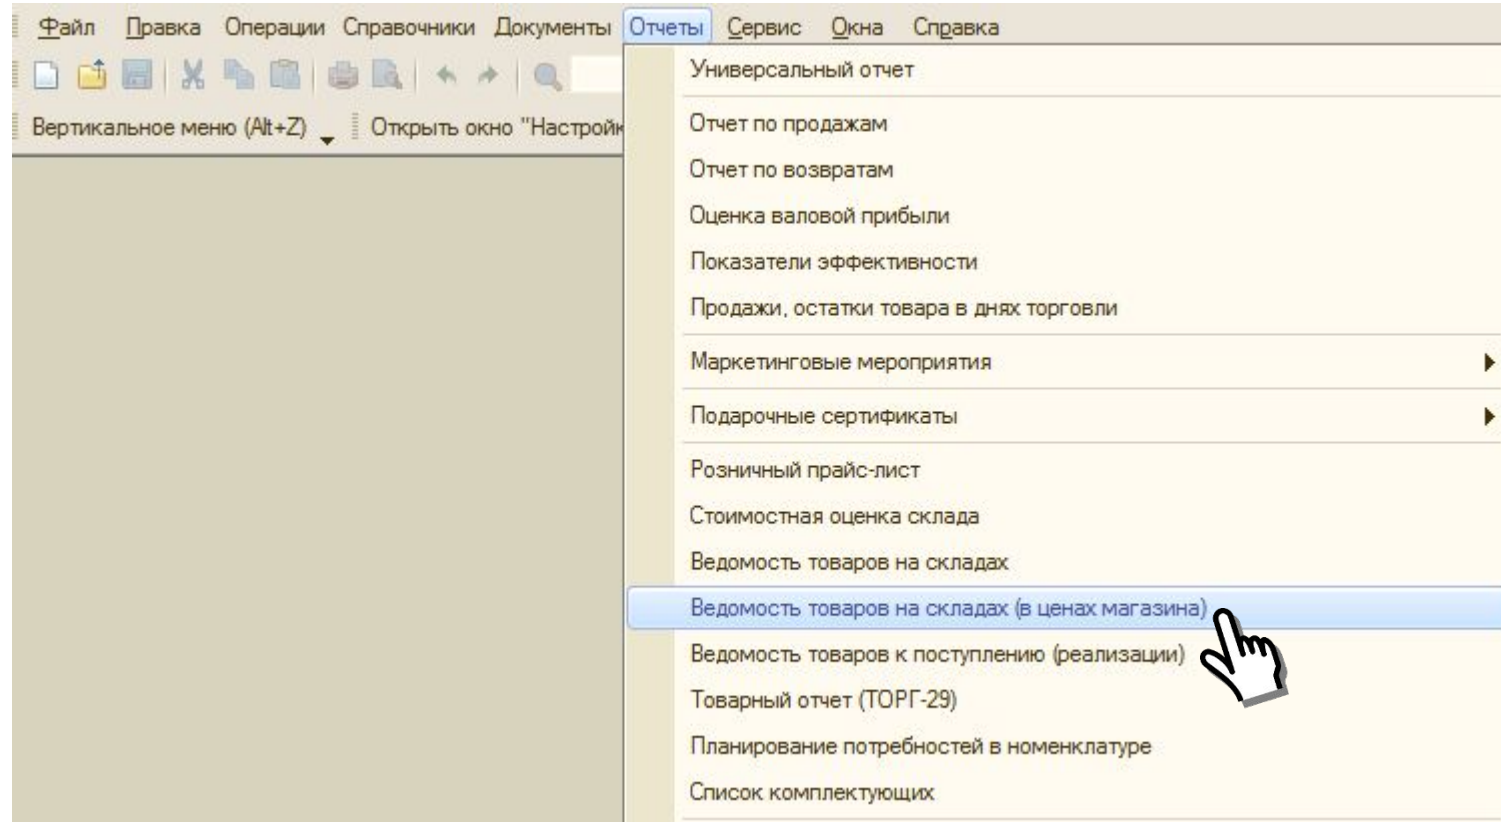 Файл Правка Операции Справочники Документы Отчеты Сервис Окна Справка
Вертикальное меню (Alt+Z) Открыть окно "Настройк
Универсальный отчет
Отчет по продажам
Отчет по возвратам
Оценка валовой прибыли
Показатели эффективности
Продажи, остатки товара в днях торговли
Маркетинговые мероприятия
Подарочные сертификаты
Розничный прайс-лист
Стоимостная оценка склада
Ведомость товаров на складах
Ведомость товаров на складах (в ценах магазина)
Ведомость товаров к поступлению (реализации)
Товарный отчет (ТОРГ-29)
Планирование потребностей в номенклатуре
Список комплектующих